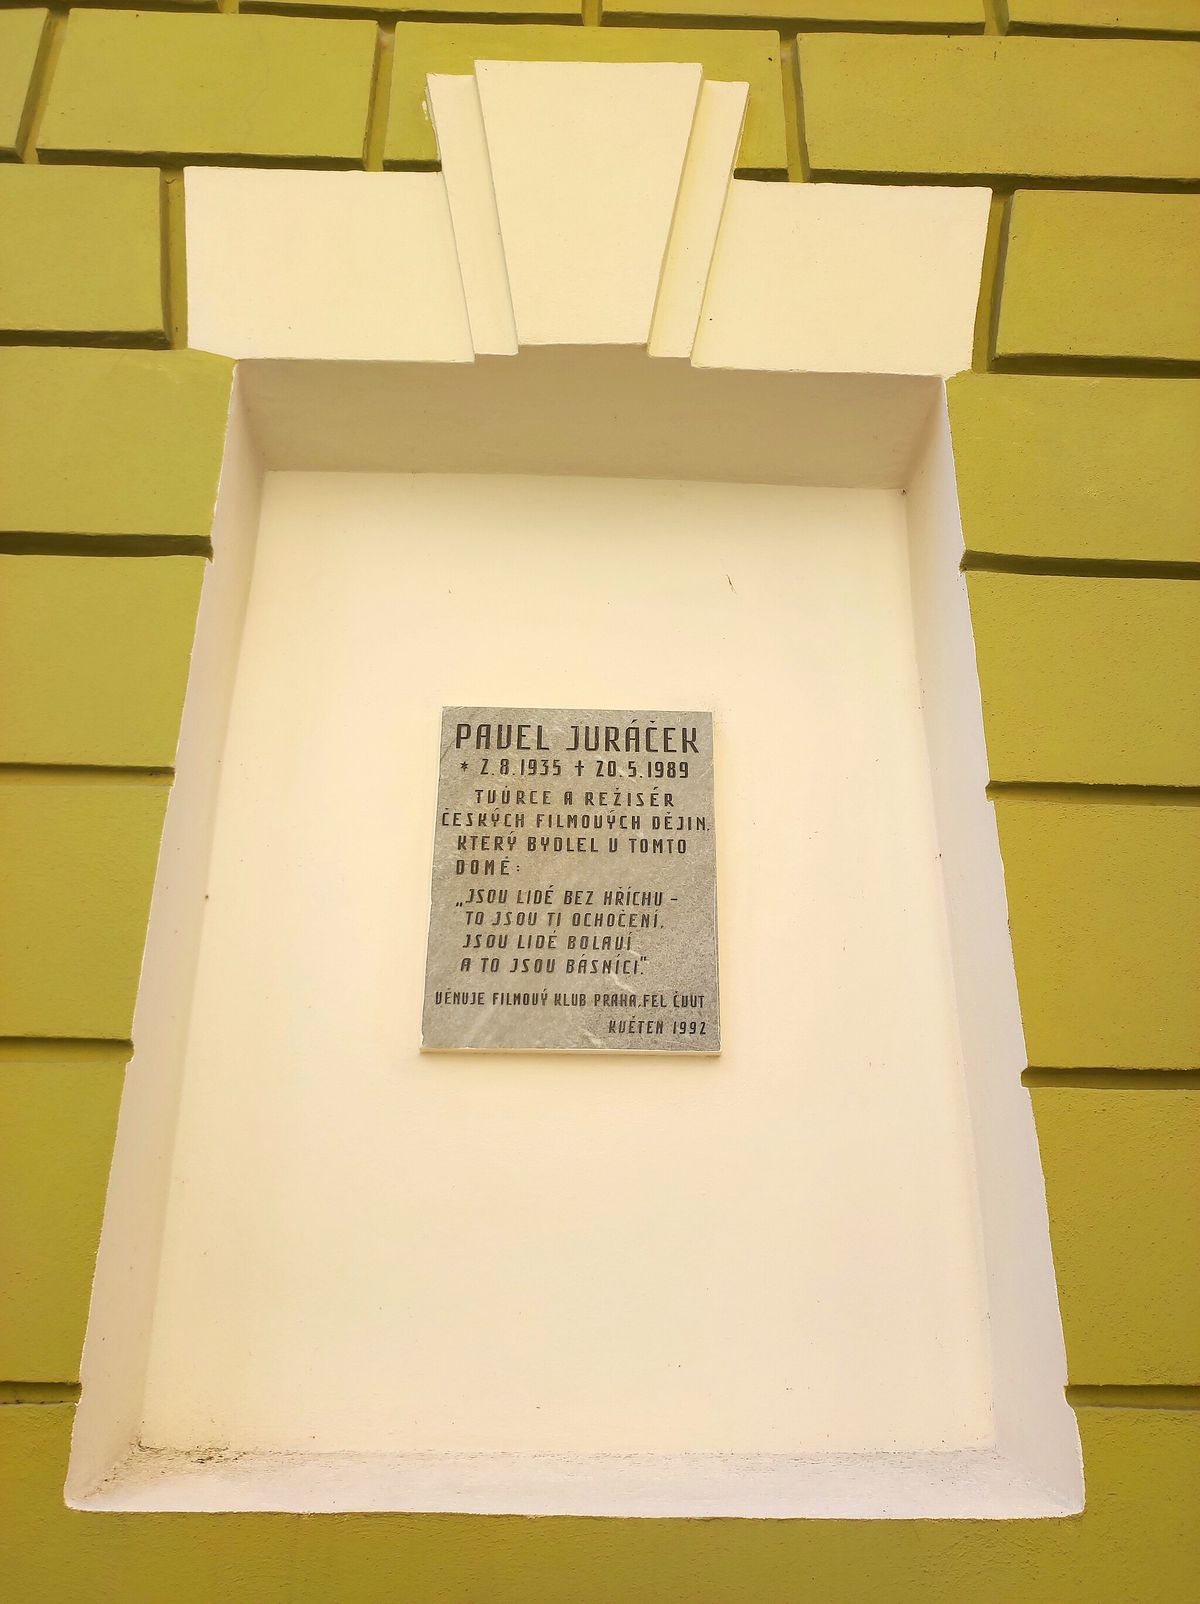 PAVEL JURÁČEK
* 2.8.1935 † 20.5.1989
TVŮRCE A REŽISÉR
ČESKÝCH FILMOVÝCH DĚJIN,
KTERÝ BYDLEL V TOMTO
DOMĚ:
„JSOU LIDÉ BEZ HŘÍCHU –
TO JSOU TI OCHOČENÍ,
JSOU LIDÉ BOLAVÍ
A TO JSOU BÁSNÍCI."
VĚNUJE FILMOVÝ KLUB PRAHA, FEL ČVUT
KVĚTEN 1992